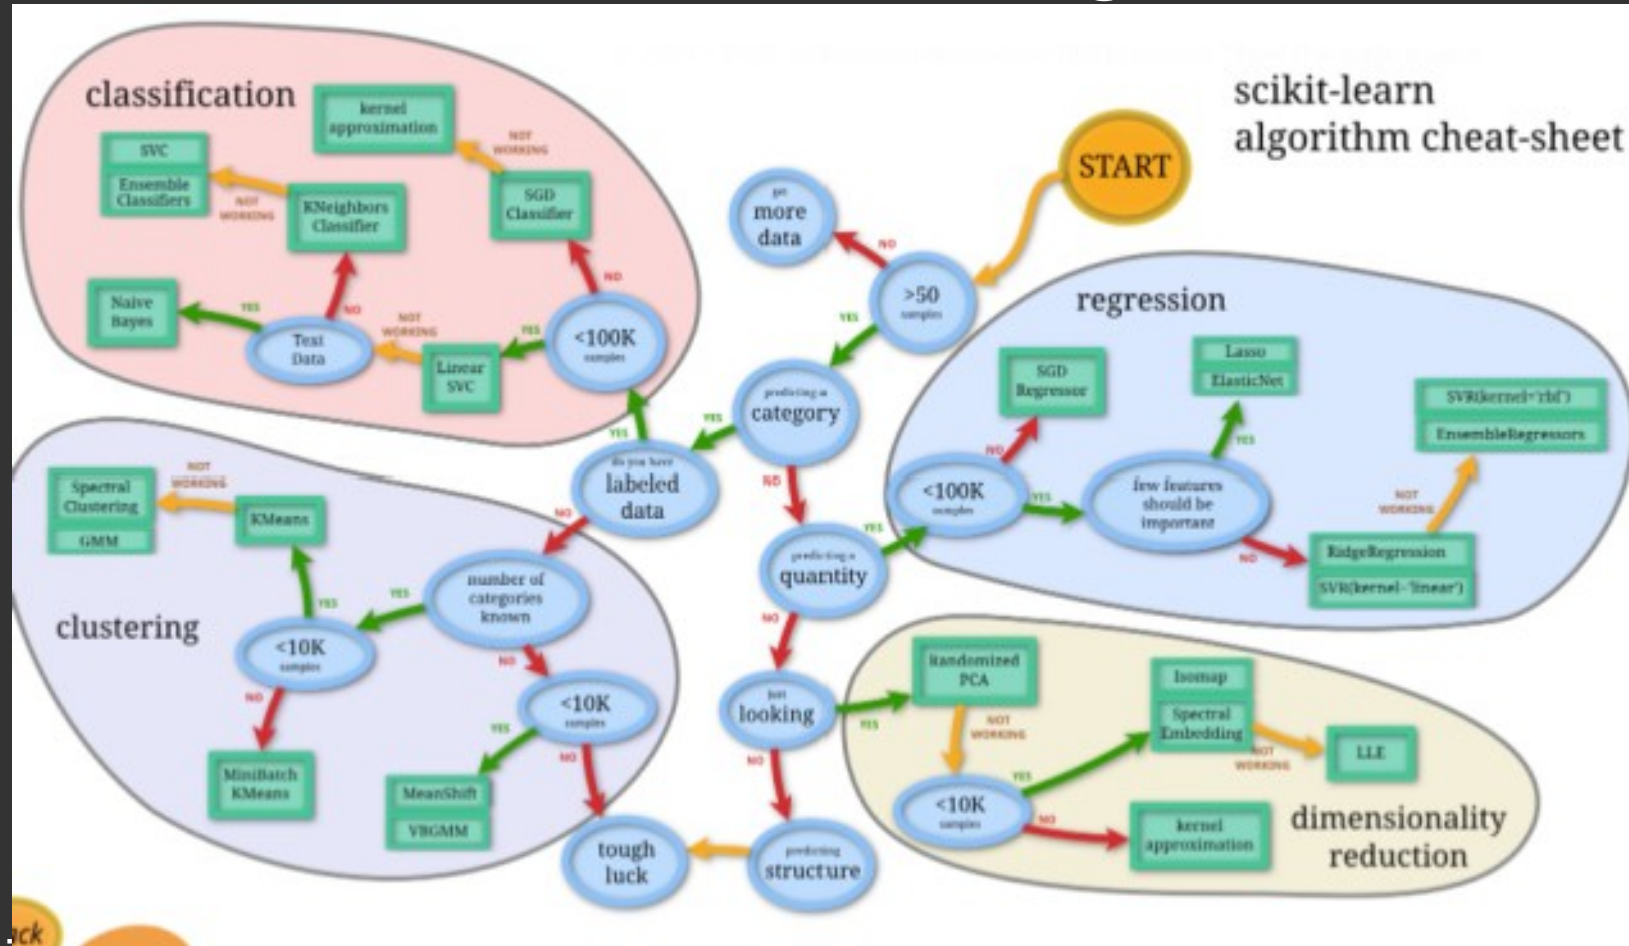 scikit-learn
algorithm cheat-sheet
START
>50
samples
NO
get
more
data
YES
predicting a
category
YES
NO
do you have
labeled
data
YES
NO
predicting a
quantity
YES
NO
just
looking
YES
NO
predicting
structure
tough
luck
classification
kernel
approximation
NOT
WORKING
SGD
Classifier
NO
<100K
samples
YES
Linear
SVC
NOT
WORKING
Text
Data
NO
YES
Naive
Bayes
KNeighbors
Classifier
NOT
WORKING
SVC
Ensemble
Classifiers
regression
<100K
samples
NO
SGD
Regressor
YES
few features
should be
important
YES
Lasso
ElasticNet
NO
RidgeRegression
SVR(kernel='linear')
NOT
WORKING
SVR(kernel='rbf')
EnsembleRegressors
clustering
number of
categories
known
YES
<10K
samples
YES
KMeans
NOT
WORKING
Spectral
Clustering
GMM
NO
MiniBatch
KMeans
NO
<10K
samples
YES
MeanShift
VBGMM
NO
dimensionality
reduction
Randomized
PCA
NOT
WORKING
<10K
samples
YES
Isomap
Spectral
Embedding
NOT
WORKING
LLE
NO
kernel
approximation